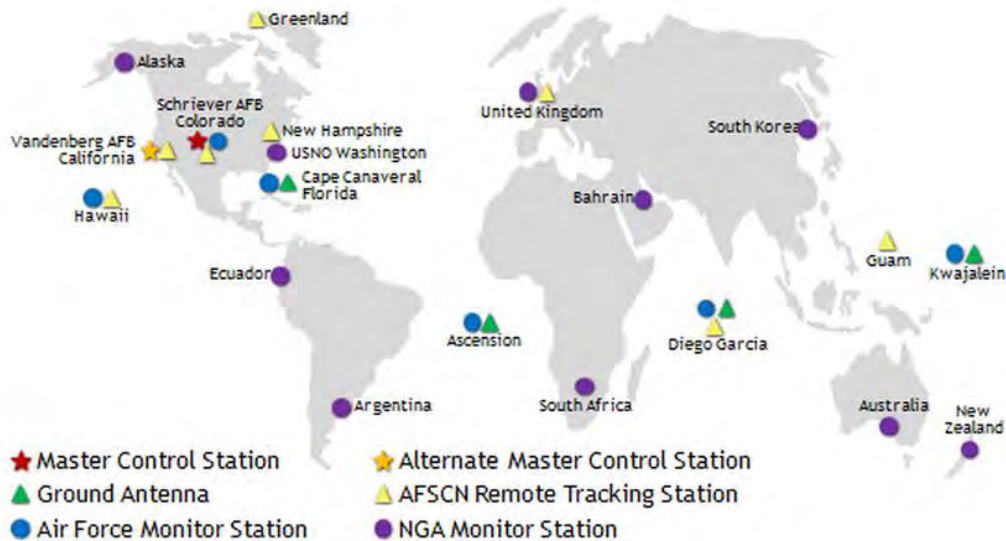 Greenland
Alaska
Schriever AFB
Colorado
Vandenberg AFB
California
New Hampshire
USNO Washington
Cape Canaveral
Florida
Hawaii
United Kingdom
South Korea
Bahrain
Guam
Kwajalein
Ecuador
Ascension
Diego Garcia
Argentina
South Africa
Australia
New
Zealand
Master Control Station
Alternate Master Control Station
Ground Antenna
AFSCN Remote Tracking Station
Air Force Monitor Station
NGA Monitor Station